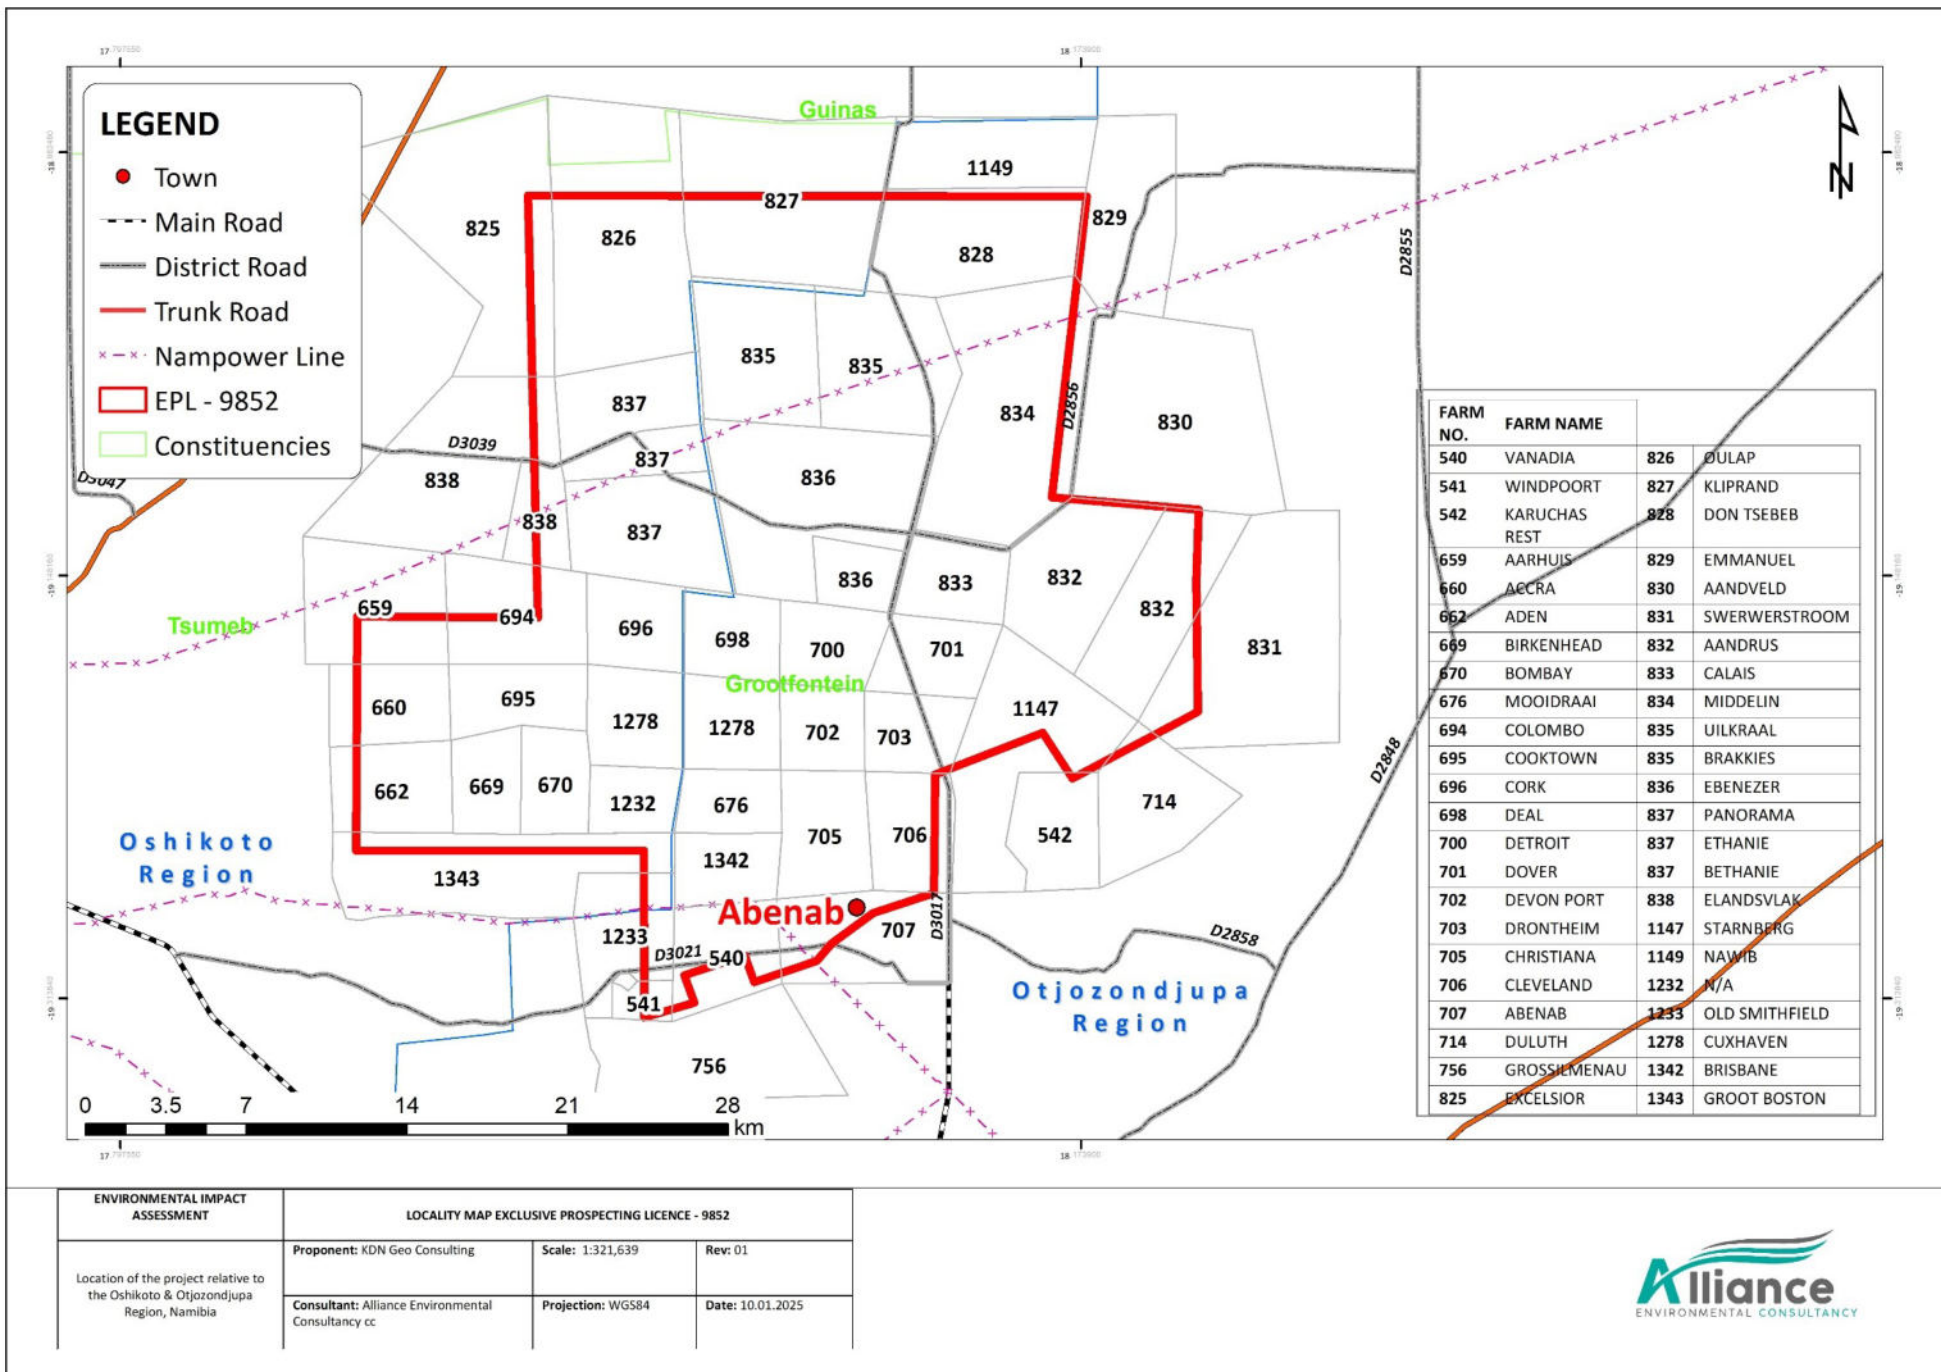 17.797550
18.173900
LEGEND
Town
Main Road
District Road
Trunk Road
Nampower Line
EPL - 9852
Constituencies
Guinas
1149
827
825
826
829
828
D2855
835
835
837
834
D2856
830
D3039
837
838
836
D3047
838
837
836
833
832
832
659
694
Tsumeb
696
698
700
701
831
Grootfontein
660
695
1278
1278
702
703
1147
662
669
670
1232
676
714
D2848
705
706
542
Oshikoto
Region
1343
1342
Abenab
1233
707
D3017
D3021
540
D2858
541
Otjozondjupa
Region
756
0 3.5 7 14 21 28
km
N
FARM NO. FARM NAME
540 VANADIA 826 OULAP
541 WINDPOORT 827 KLIPRAND
542 KARUCHAS REST 828 DON TSEBEB
659 AARHUIS 829 EMMANUEL
660 ACCRA 830 AANDVELD
662 ADEN 831 SWERWERSTROOM
669 BIRKENHEAD 832 AANDRUS
670 BOMBAY 833 CALAIS
676 MOOIDRAAI 834 MIDDELIN
694 COLOMBO 835 UILKRAAL
695 COOKTOWN 835 BRAKKIES
696 CORK 836 EBENEZER
698 DEAL 837 PANORAMA
700 DETROIT 837 ETHANIE
701 DOVER 837 BETHANIE
702 DEVON PORT 838 ELANDSVLAK
703 DRONTHEIM 1147 STARNBERG
705 CHRISTIANA 1149 NAWIB
706 CLEVELAND 1232 N/A
707 ABENAB 1233 OLD SMITHFIELD
714 DULUTH 1278 CUXHAVEN
756 GROSSILMENAU 1342 BRISBANE
825 EXCELSIOR 1343 GROOT BOSTON
17.797550
18.173900
ENVIRONMENTAL IMPACT
ASSESSMENT
LOCALITY MAP EXCLUSIVE PROSPECTING LICENCE - 9852
Location of the project relative to
the Oshikoto & Otjozondjupa
Region, Namibia
Proponent: KDN Geo Consulting
Scale: 1:321,639
Rev: 01
Consultant: Alliance Environmental
Consultancy cc
Projection: WGS84
Date: 10.01.2025
Alliance
ENVIRONMENTAL CONSULTANCY